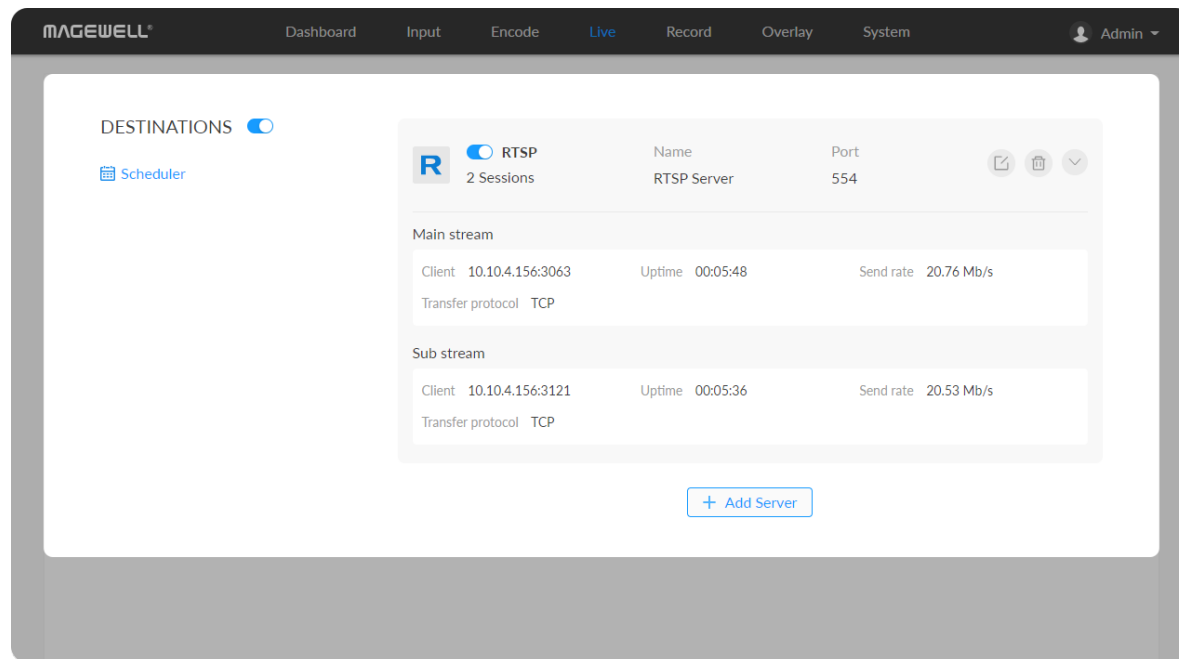 MAGEWELL®
Dashboard Input Encode Live Record Overlay System Admin
DESTINATIONS
Scheduler
R
RTSP Name Port
2 Sessions RTSP Server 554
Main stream
Client 10.10.4.156:3063 Uptime 00:05:48 Send rate 20.76 Mb/s
Transfer protocol TCP
Sub stream
Client 10.10.4.156:3121 Uptime 00:05:36 Send rate 20.53 Mb/s
Transfer protocol TCP
+ Add Server